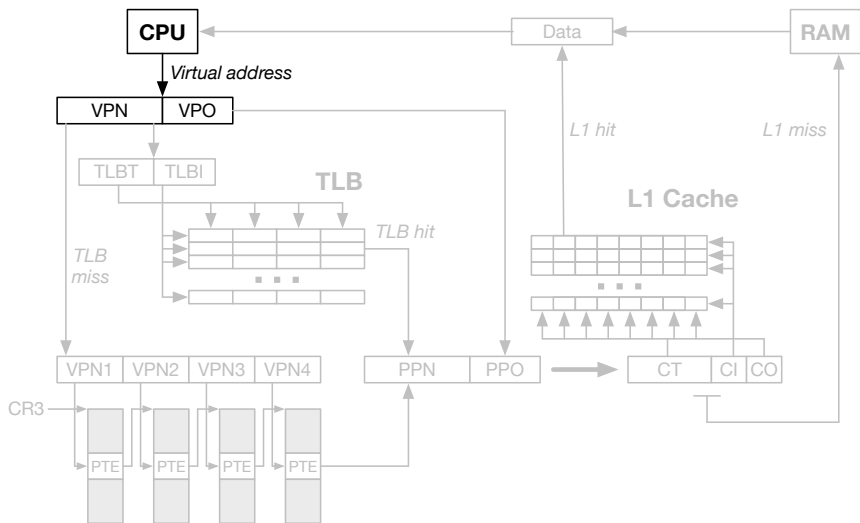 CPU
Data
RAM
Virtual address
VPN VPO
L1 hit
L1 miss
TLBT TLBI
TLB
L1 Cache
TLB hit
TLB
miss
VPN1 VPN2 VPN3 VPN4
PPN PPO
CT CI CO
CR3
PTE PTE PTE PTE